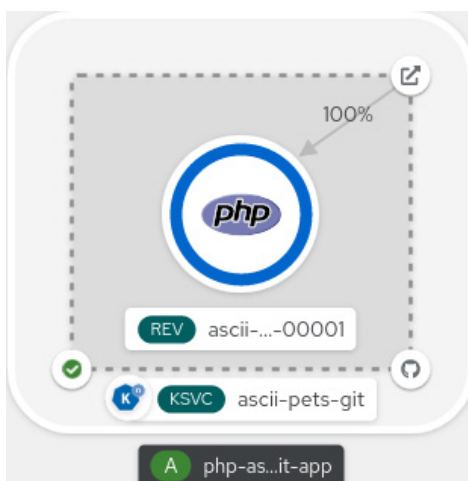 100%
php
REV ascii-...-00001
K n KSVC ascii-pets-git
A php-as...it-app